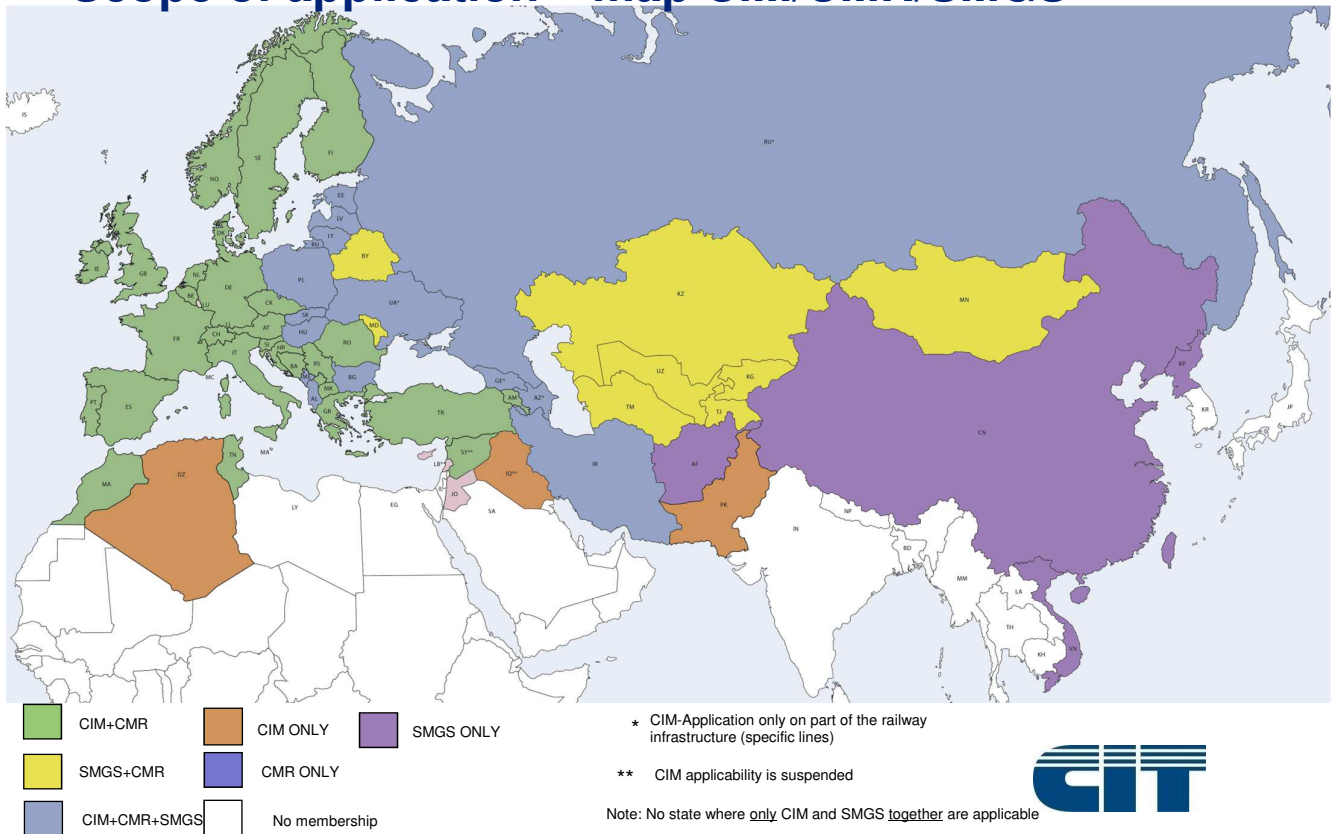 Scope of application – map CIM/CMR/SMGS
IS
NO
SE
FI
RU*
EE
LV
LT
RU
DK
IE
GB
NL
BE
LU
DE
PL
BY
UA*
CK
SK
FR
CH
LI
AT
HU
MD
RO
SI
HR
IT
BA
RS
BG
MC
MK
AL
GR
PT
ES
TR
GE*
AM
AZ*
KZ
UZ
KG
TM
TJ
MN
CN
KP
KR
JP
MA
DZ
TN
MA
LY
EG
LB**
SY**
IL
JO
IQ**
SA
IR
AF
PK
IN
NP
BD
MM
LA
TH
KH
VN
CIM+CMR
CIM ONLY
SMGS ONLY
SMGS+CMR
CMR ONLY
CIM+CMR+SMGS
No membership
* CIM-Application only on part of the railway
infrastructure (specific lines)
** CIM applicability is suspended
Note: No state where only CIM and SMGS together are applicable
CIT